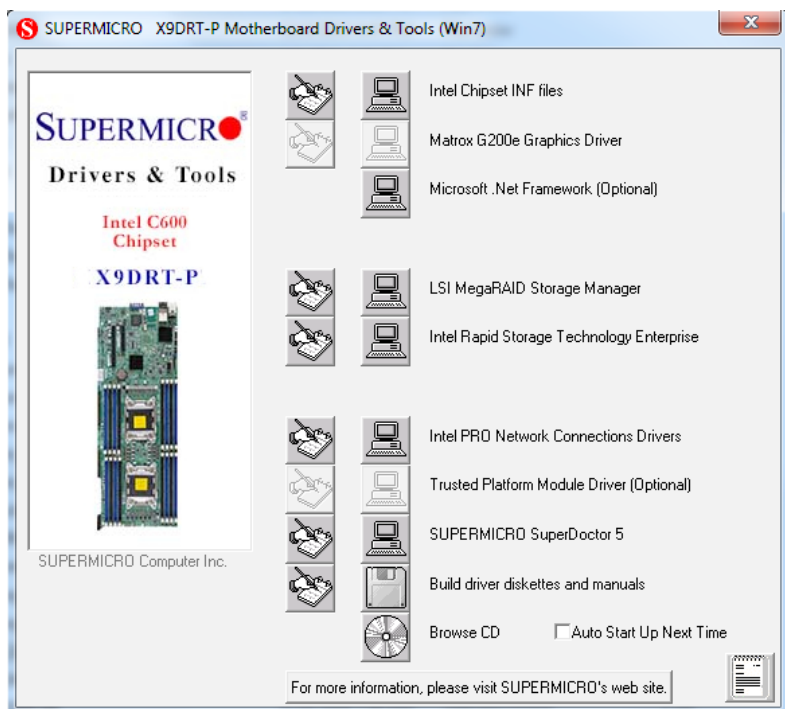 SUPERMICRO X9DRT-P Motherboard Drivers & Tools (Win7)
SUPERMICR
Drivers & Tools
Intel C600
Chipset
X9DRT-P
SUPERMICRO Computer Inc.
Intel Chipset INF files
Matrox G200e Graphics Driver
Microsoft .Net Framework (Optional)
LSI MegaRAID Storage Manager
Intel Rapid Storage Technology Enterprise
Intel PRO Network Connections Drivers
Trusted Platform Module Driver (Optional)
SUPERMICRO SuperDoctor 5
Build driver diskettes and manuals
Browse CD
Auto Start Up Next Time
For more information, please visit SUPERMICRO's web site.